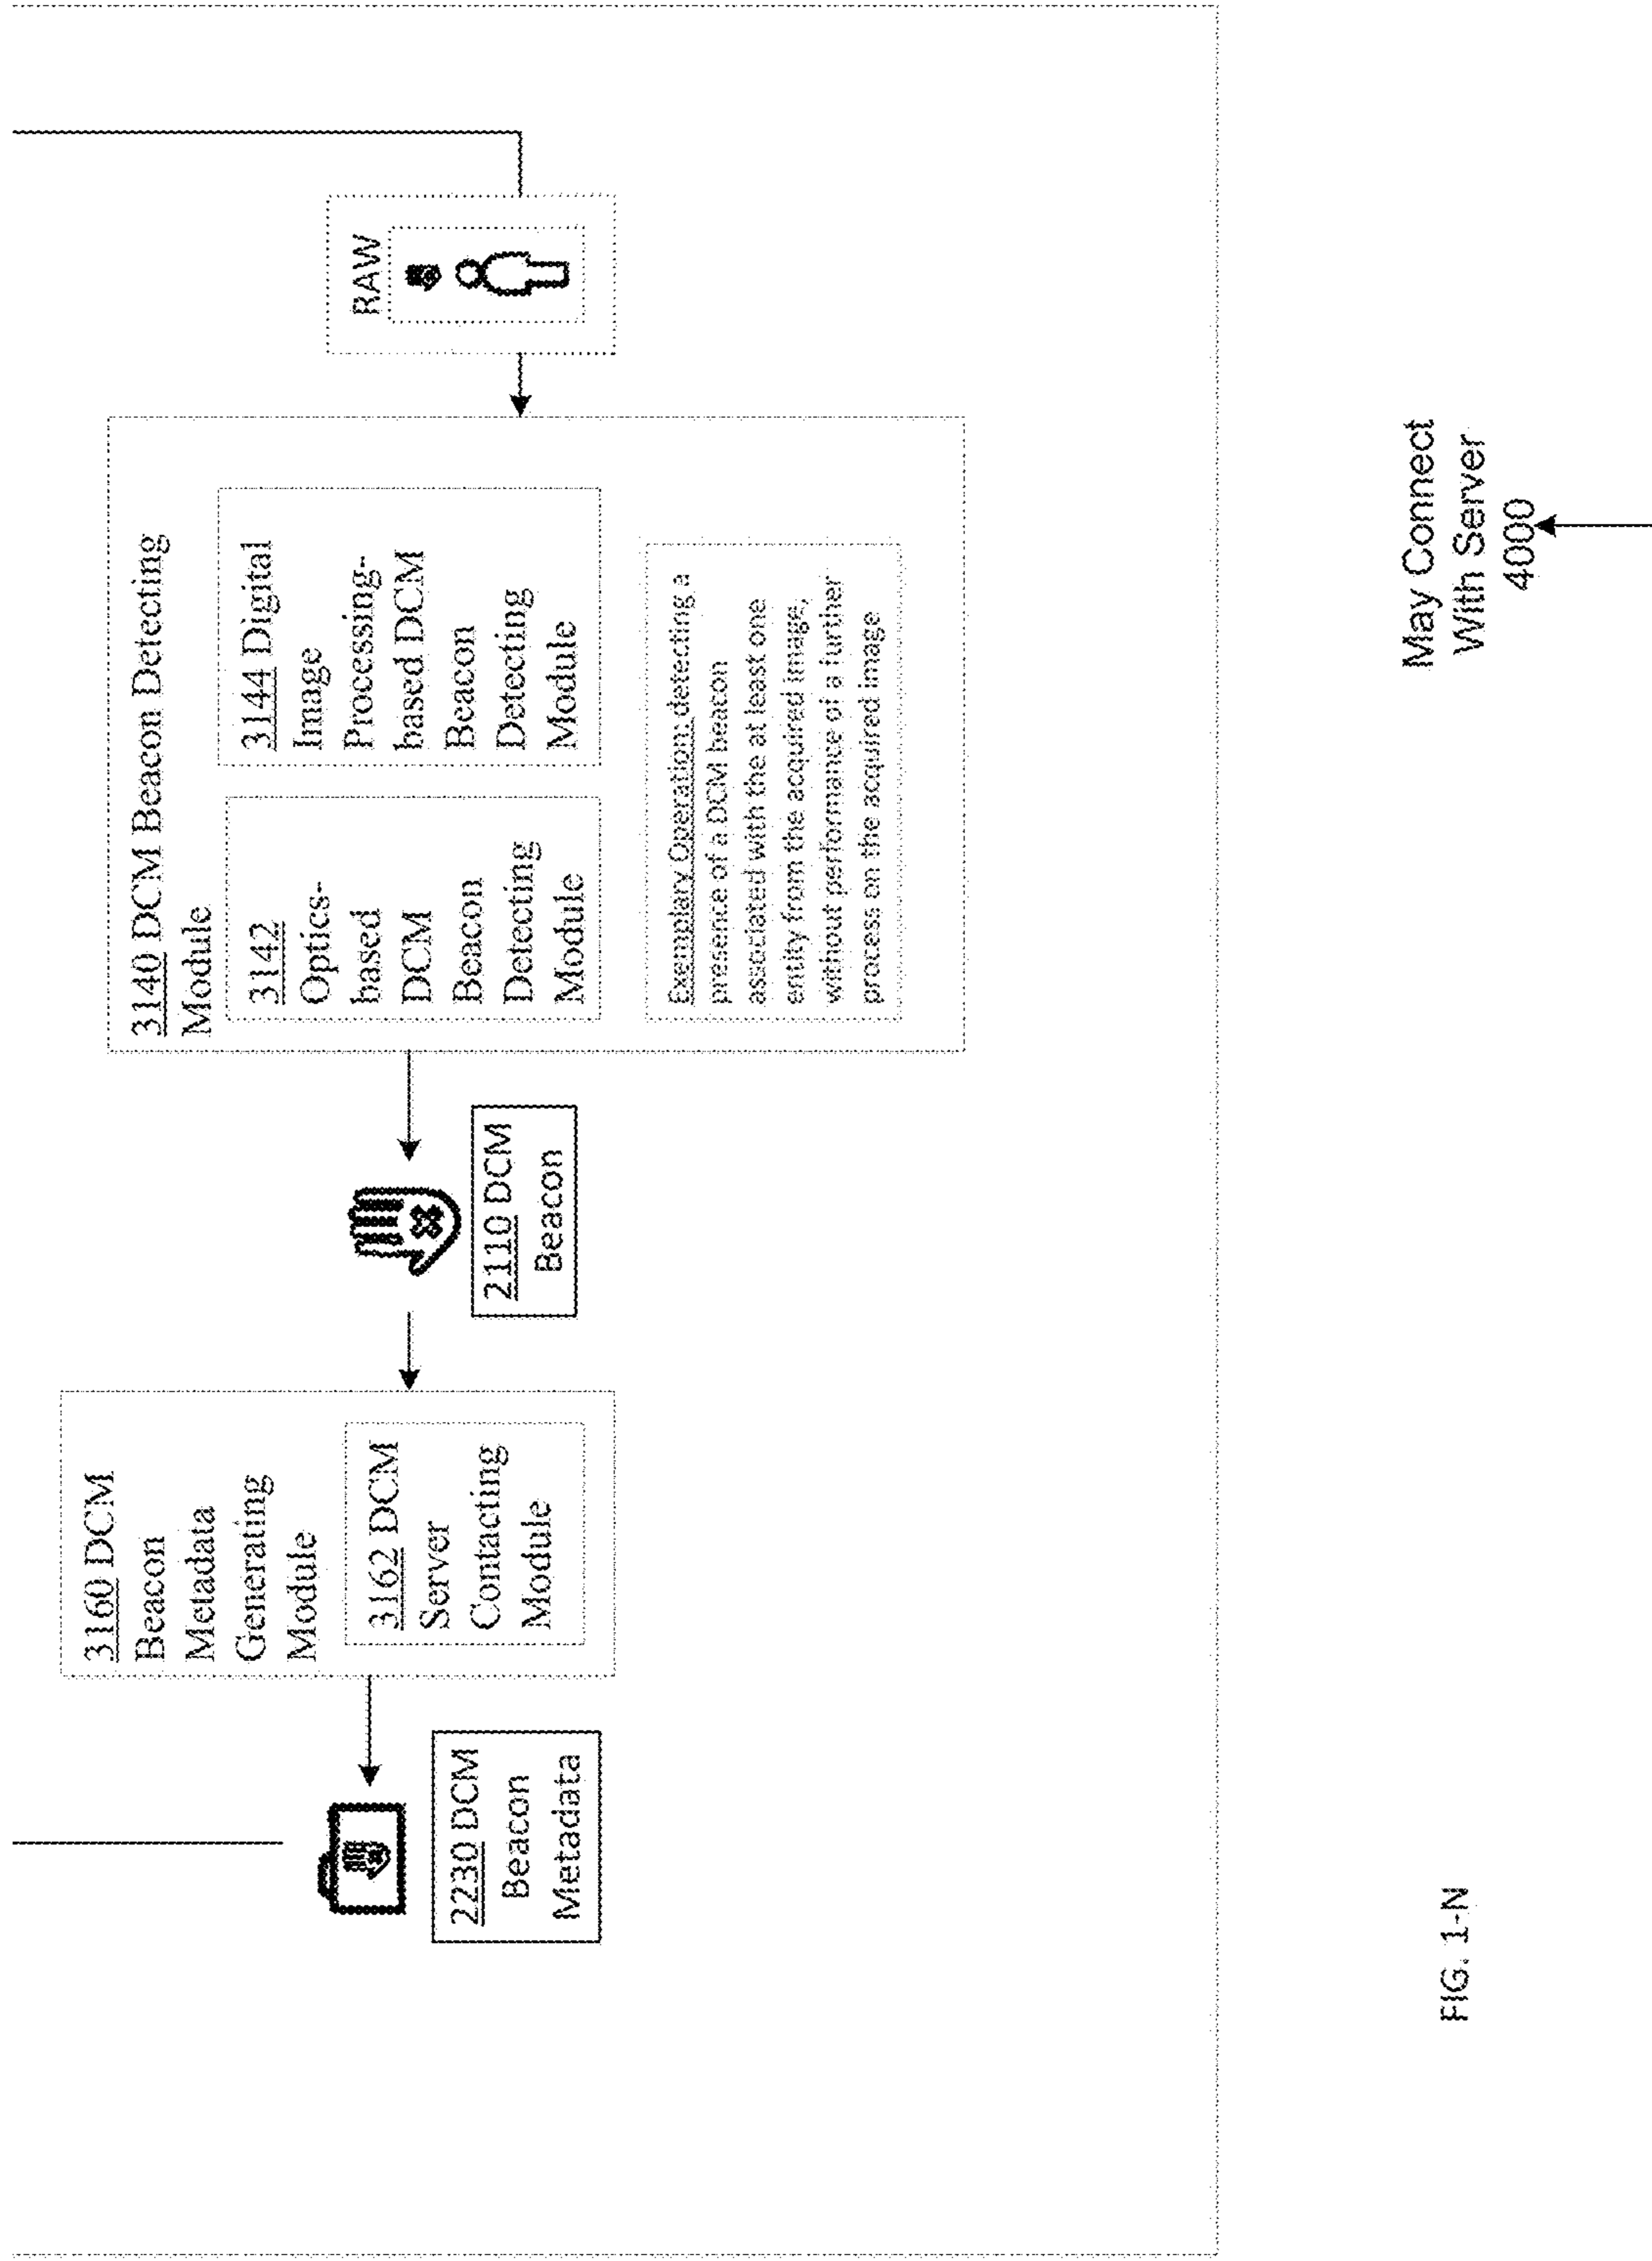 3160 DCM
Beacon
Metadata
Generating
Module
3162 DCM
Server
Contacting
Module
2230 DCM
Beacon
Metadata
2110 DCM
Beacon
3140 DCM Beacon Detecting
Module
3142
Optics-
based
DCM
Beacon
Detecting
Module
3144 Digital
Image
Processing-
based DCM
Beacon
Detecting
Module
Exemplary Operation: detecting a
presence of a DCM beacon
associated with the at least one
entity from the acquired image,
without performance of a further
process on the acquired image
RAW
FIG. 1-N
May Connect
With Server
4000